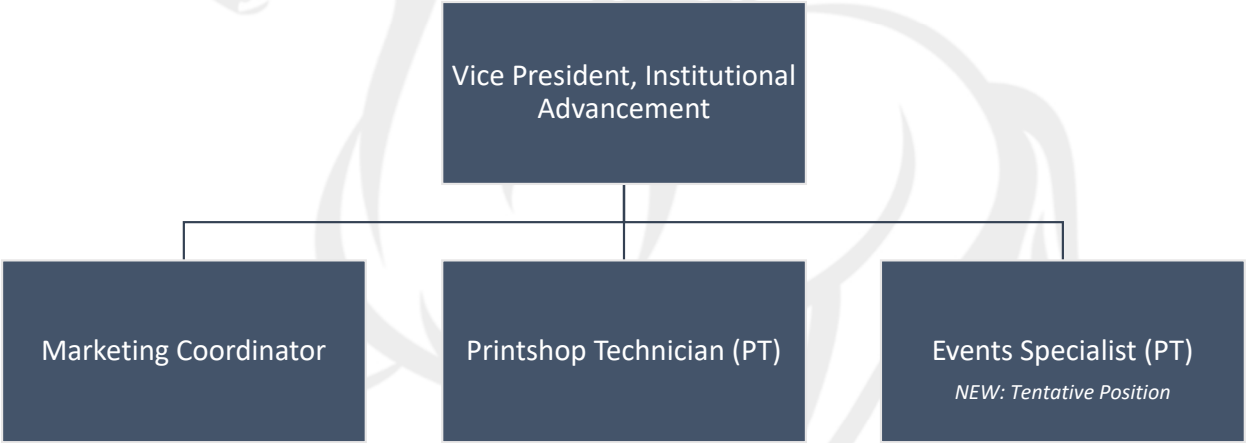 Vice President, Institutional
Advancement
Marketing Coordinator
Printshop Technician (PT)
Events Specialist (PT)
NEW: Tentative Position